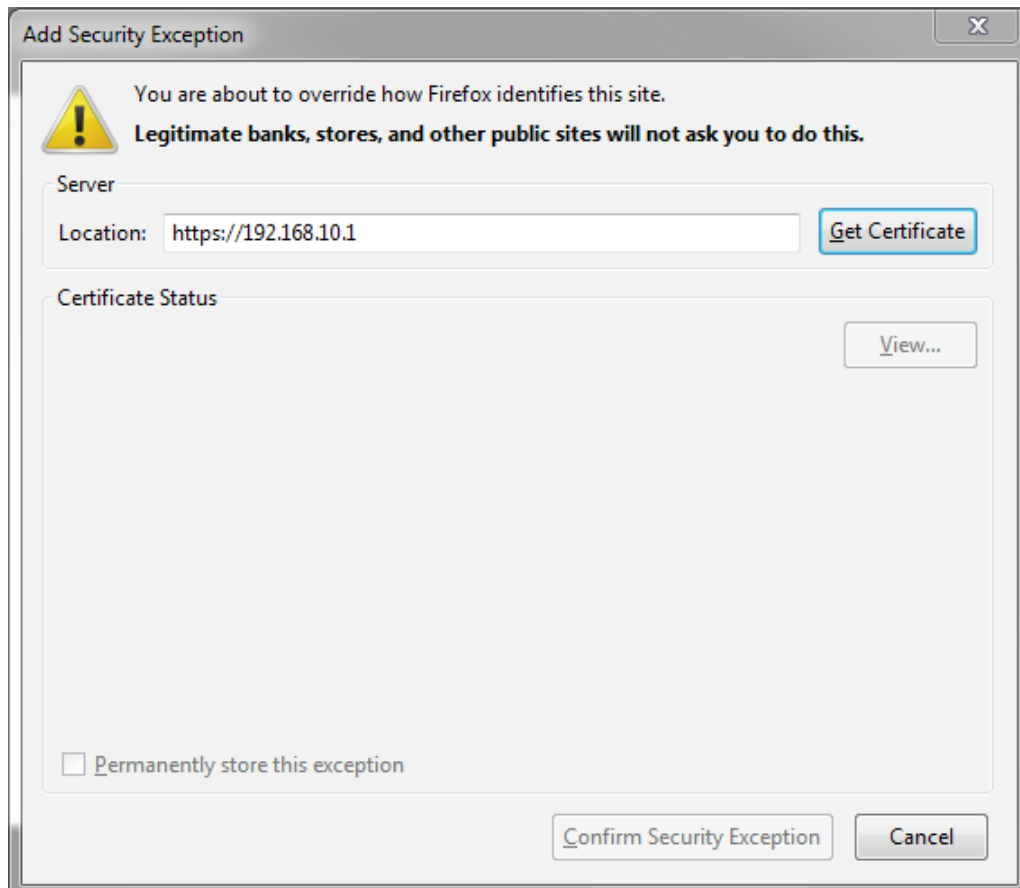 Add Security Exception
You are about to override how Firefox identifies this site.
Legitimate banks, stores, and other public sites will not ask you to do this.
Server
Location: https://192.168.10.1 Get Certificate
Certificate Status
View...
Permanently store this exception
Confirm Security Exception Cancel